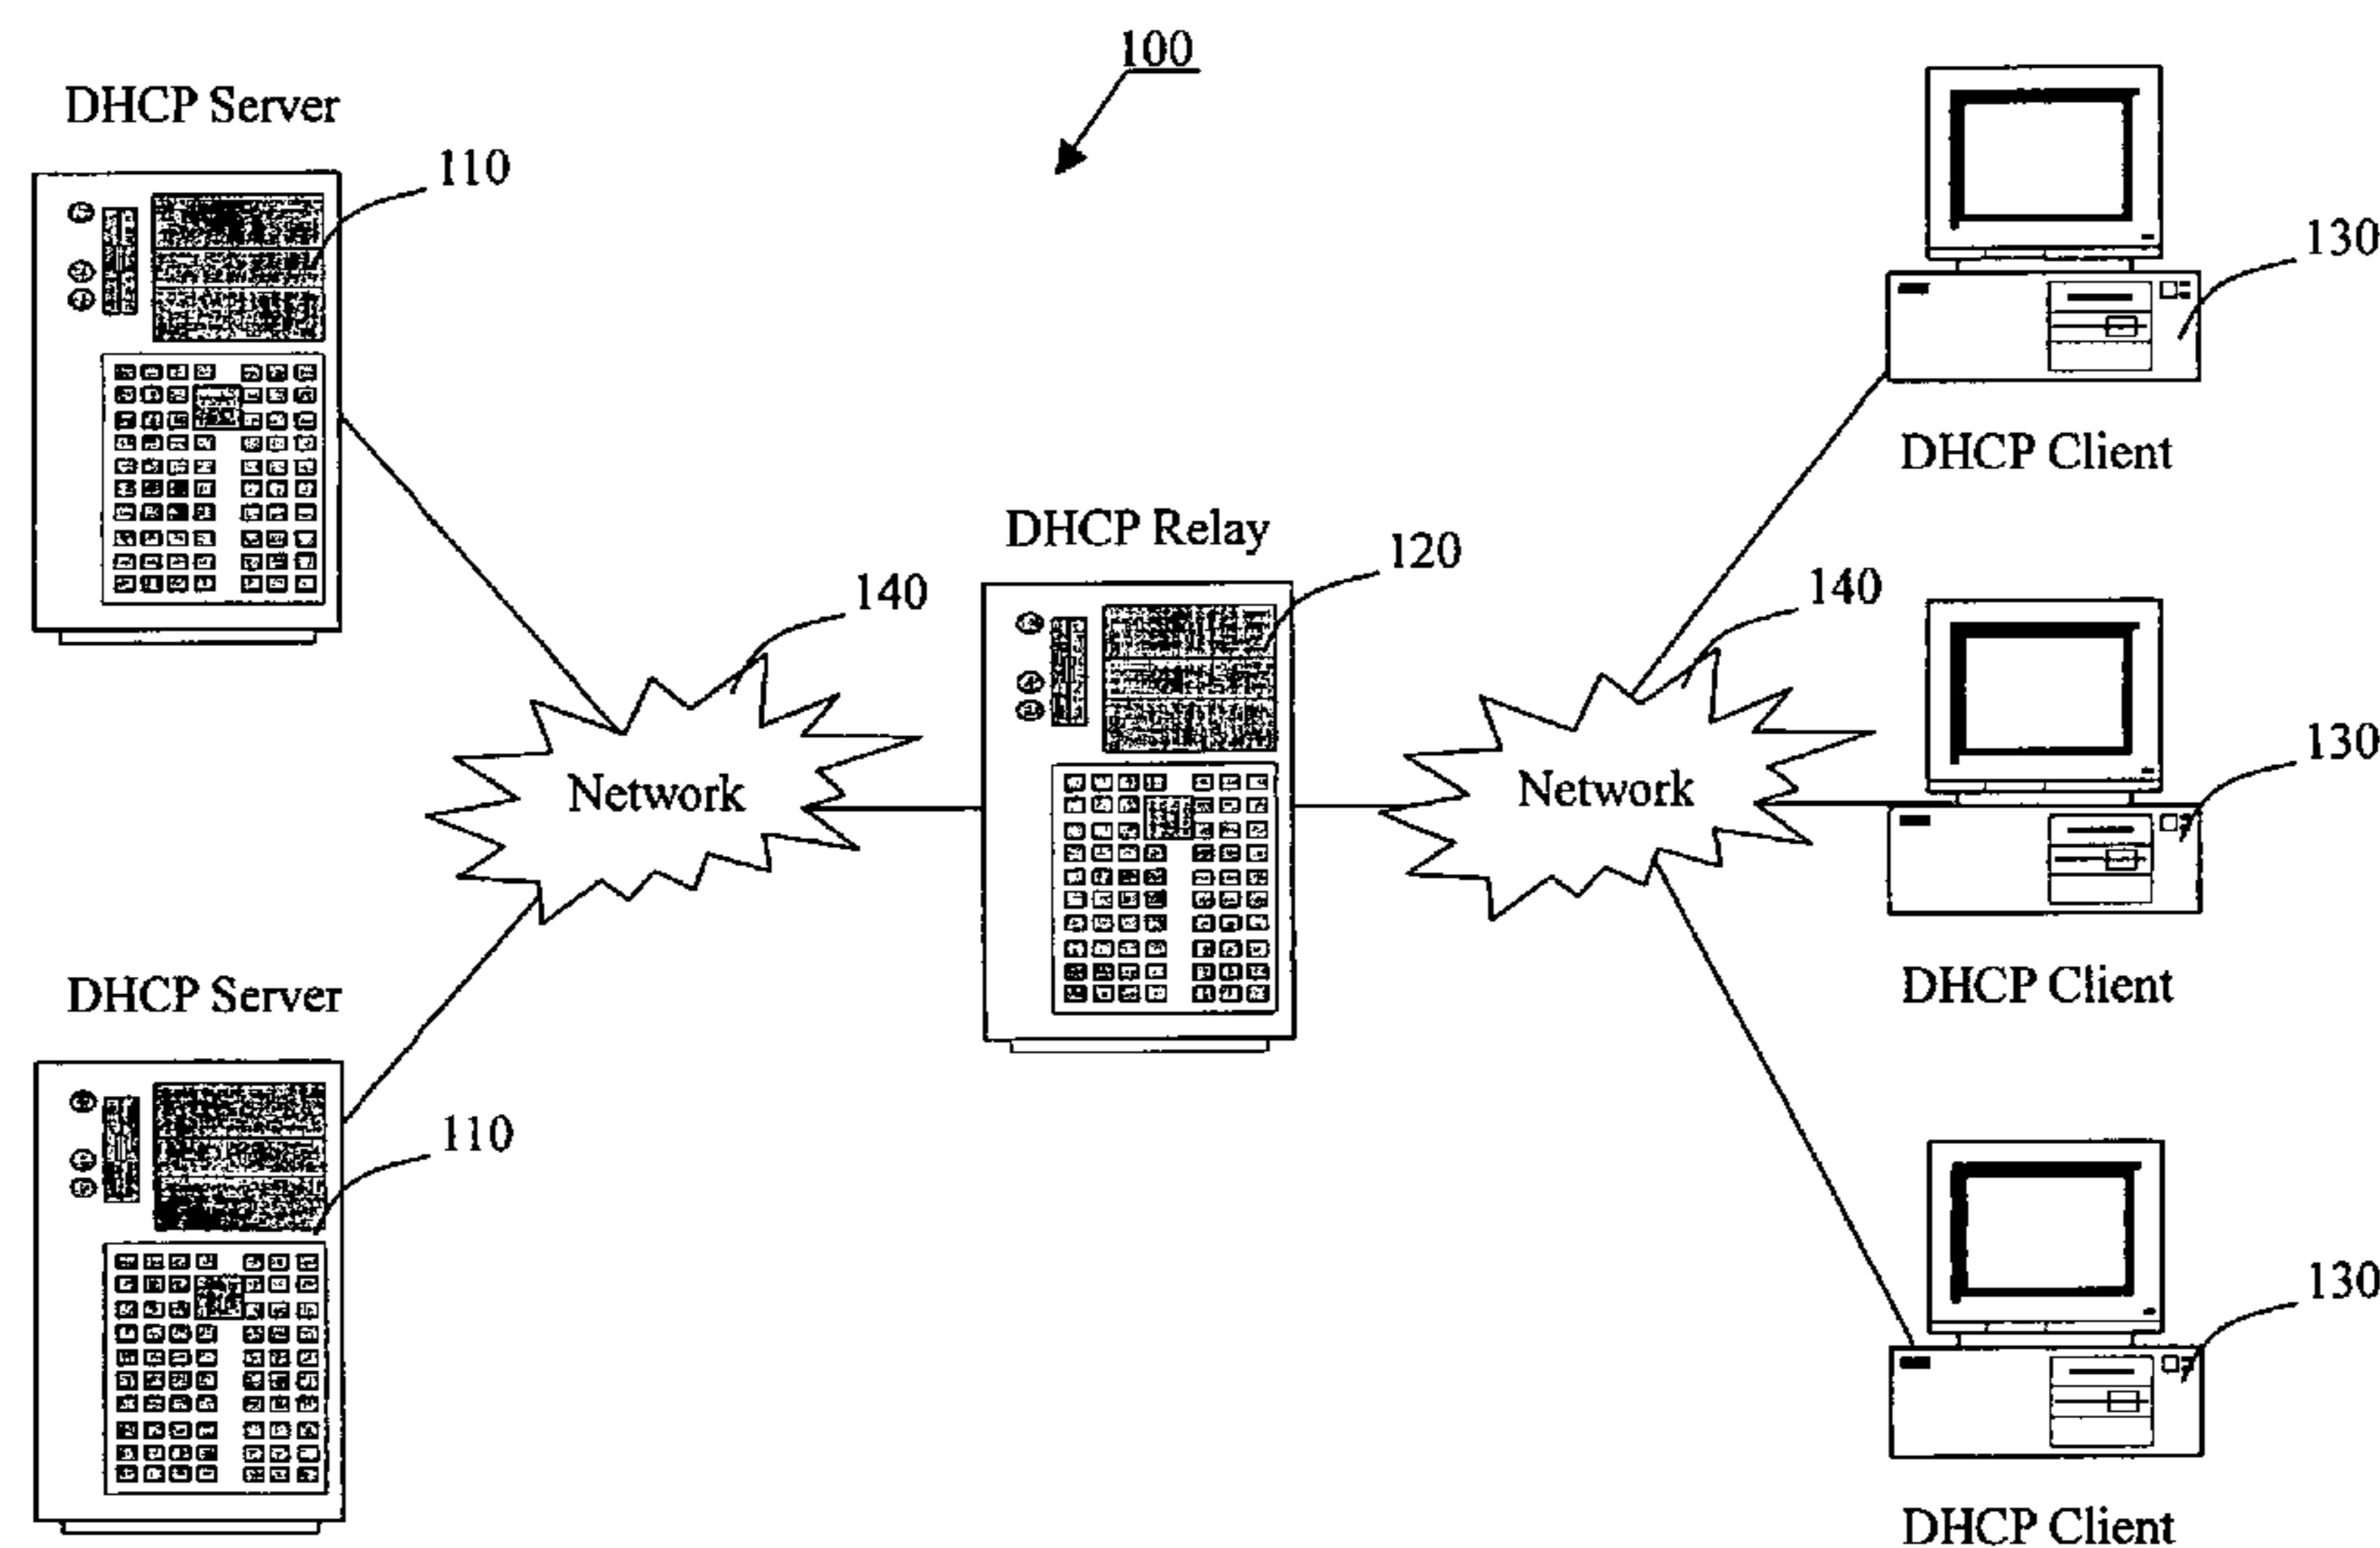 100
DHCP Server
110
130
DHCP Client
DHCP Relay
120
140
140
Network
Network
130
DHCP Server
DHCP Client
110
130
DHCP Client